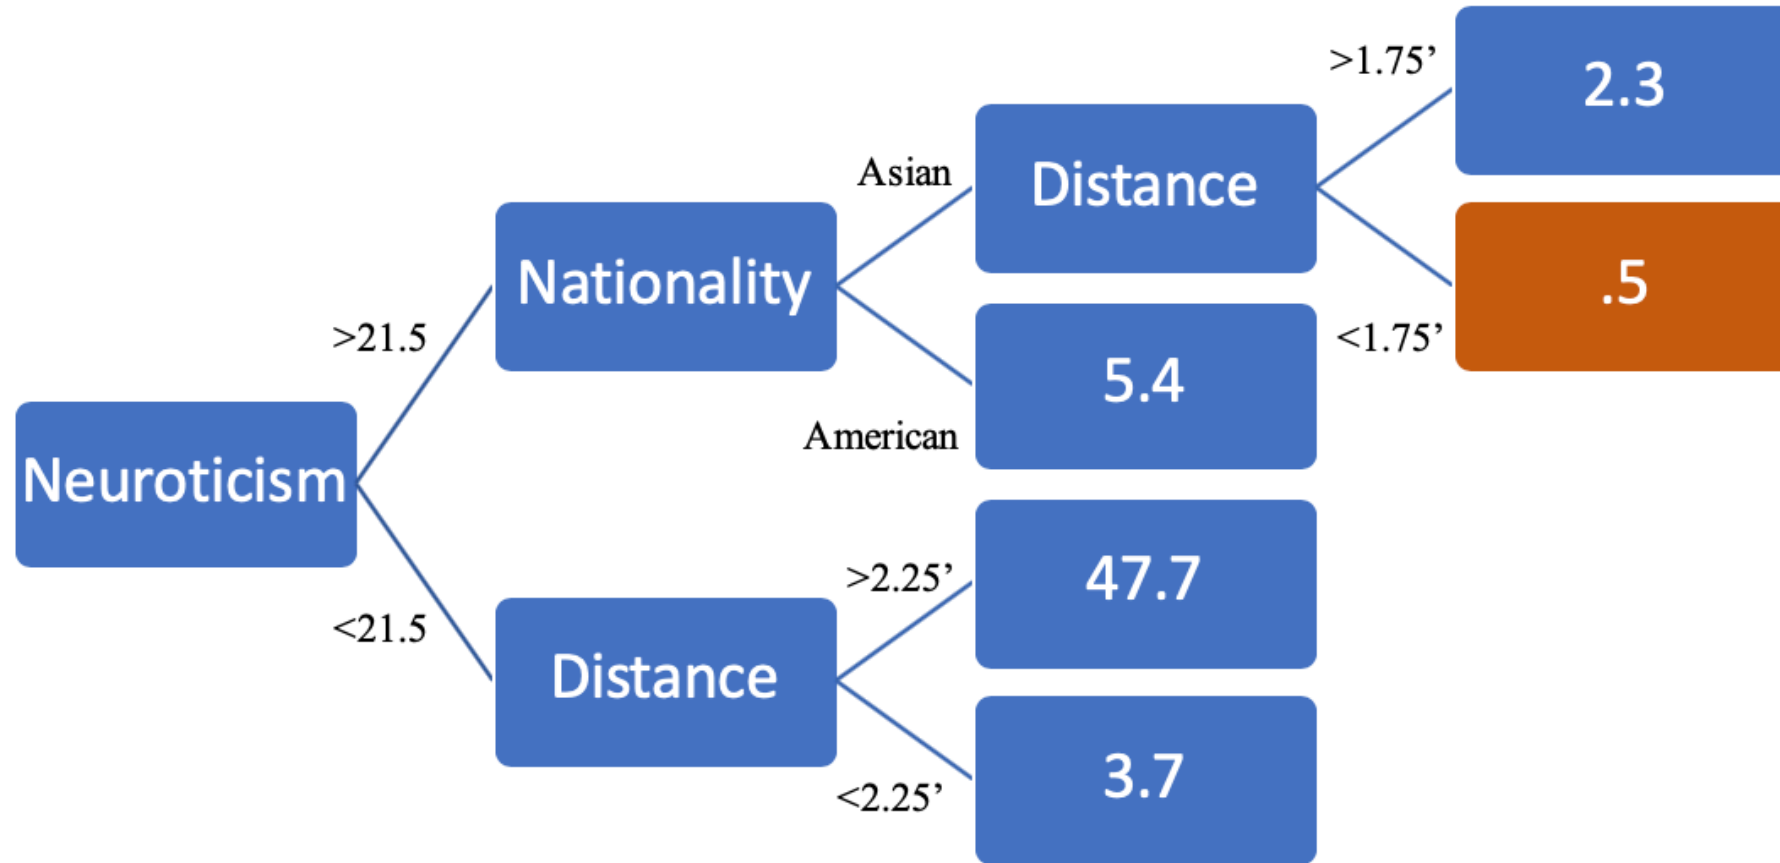 Neuroticism
>21.5
<21.5
Nationality
Distance
Asian
American
>2.25’
<2.25’
Distance
5.4
47.7
3.7
>1.75’
<1.75’
2.3
.5